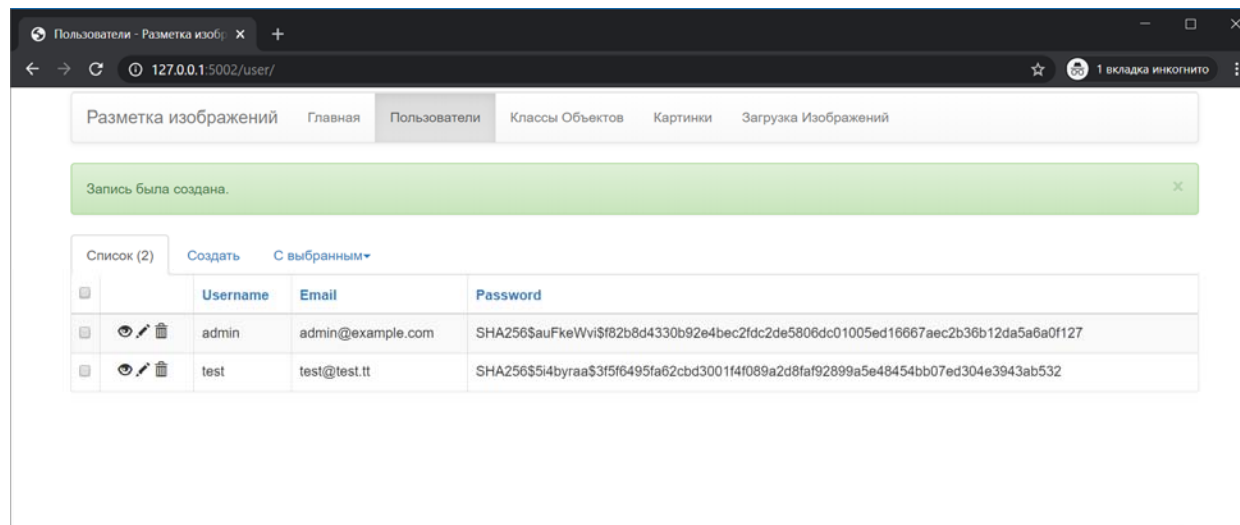 Пользователи - Разметка изобр
127.0.0.1:5002/user/
1 вкладка инкогнито
Разметка изображений Главная Пользователи Классы Объектов Картинки Загрузка Изображений
Запись была создана.
Список (2) Создать С выбранным
Username Email Password
admin admin@example.com SHA256$auFkeWvi$f82b8d4330b92e4bec2fdc2de5806dc01005ed16667aec2b36b12da5a6a0f127
test test@test.tt SHA256$5i4byraa$3f5f6495fa62cbd3001f4f089a2d8faf92899a5e48454bb07ed304e3943ab532